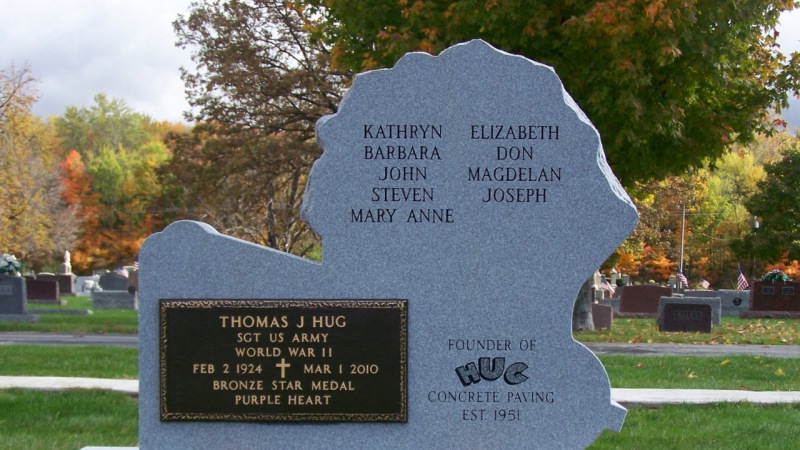 KATHRYN
BARBARA
JOHN
STEVEN
MARY ANNE
ELIZABETH
DON
MAGDELAN
JOSEPH
THOMAS J HUG
SGT US ARMY
WORLD WAR II
FEB 2 1924 MAR 1 2010
BRONZE STAR MEDAL
PURPLE HEART
FOUNDER OF
HUG
CONCRETE PAVING
EST. 1951